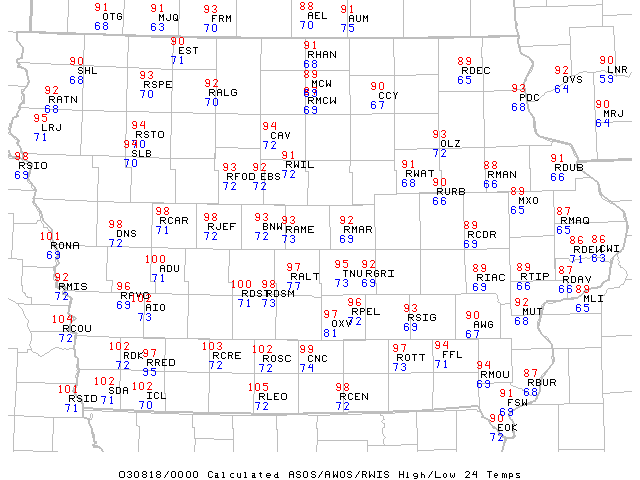 91 91 93 88 91
OTG MJQ FRM AEL AUM
68 63 70 70 75
90 91
EST RHAN
71 68
90 93 92 89 90 89 92 90
SHL RSPE RALG MCW CCY RDEC OVS LNR
68 70 70 67 65 64 59
92 RMCW 93 90
RATN 69 PDC MRJ
68 68 64
95 94 94 93
LRJ RSTO CAV OLZ
71 70 72 72
98 SLB 91 91 88 91
RSIO 70 RWIL RWAT RMAN RDUB
69 72 68 66 66
93 92 90 89
RFOD EBS RURB MXO
72 72 66 65
98 98 98 93 93 92 89 87
DNS RCAR RJEF BNW RAME RMAR RCDR RMAQ
72 71 72 72 73 69 69 65
101 86 86
RONA CWI
69 71 63
100 97 95 92 89 89 87
ADU RALT TNU RGRI RIAC RTIP RDAV
71 77 73 69 69 66 66
92 96 100 98 89
RMIS RDSM MLI
72 69 73 73 65
104 AIO 97 96 93 90 92
RCOU 73 OXV RPEL RSIG AWG MUT
72 81 72 69 67 68
102 97 103 102 99 97 94
RDK RRED RCRE ROSC CNC ROTT FFL
72 95 72 72 74 73 71
94 87
RMOU RBUR
69 68
101 102 102 105 98 91
RSID SDA ICL RLEO RCEN FSW
71 71 70 72 72 69
90
EOK
72
030818/0000 Calculated ASOS/AWOS/RWIS High/Low 24 Temps